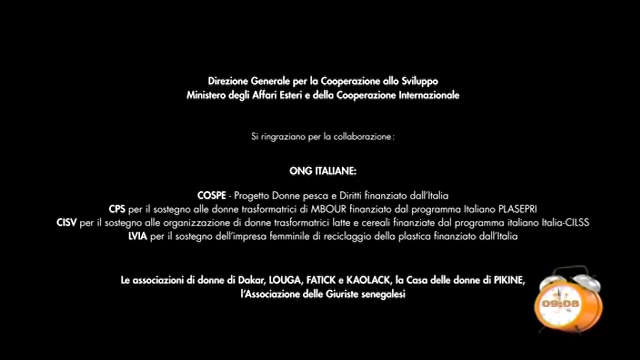 Direzione Generale per la Cooperazione allo Sviluppo
Ministero degli Affari Esteri e della Cooperazione Internazionale
Si ringraziano per la collaborazione:
ONG ITALIANE:
COSPE - Progetto Donne pesca e Diritti finanziato dall'Italia
CPS per il sostegno alle donne trasformatrici di MBOUR finanziato dal programma Italiano PLASEPRI
CISV per il sostegno alle organizzazione di donne trasformatrici latte e cereali finanziate dal programma italiano Italia-CILSS
LVIA per il sostegno dell'impresa femminile di reciclaggio della plastica finanziato dall'Italia
Le associazioni di donne di Dakar, LOUGA, FATICK e KAOLACK, la Casa delle donne di PIKINE,
l'Associazione delle Giuriste senegalesi
09:08